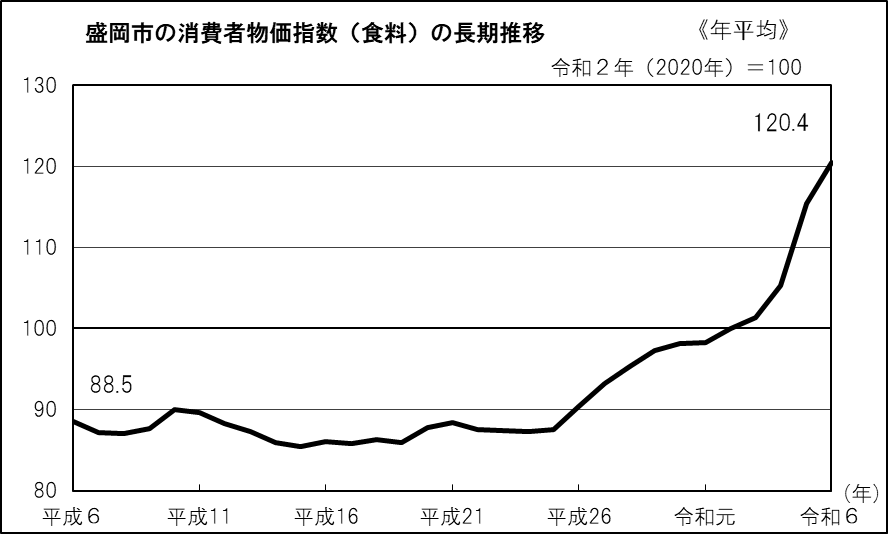 盛岡市の消費者物価指数（食料）の長期推移
《年平均》
令和２年（2020年）＝100
130
120.4
120
110
100
88.5
90
80
(年)
平成６ 平成11 平成16 平成21 平成26 令和元 令和６